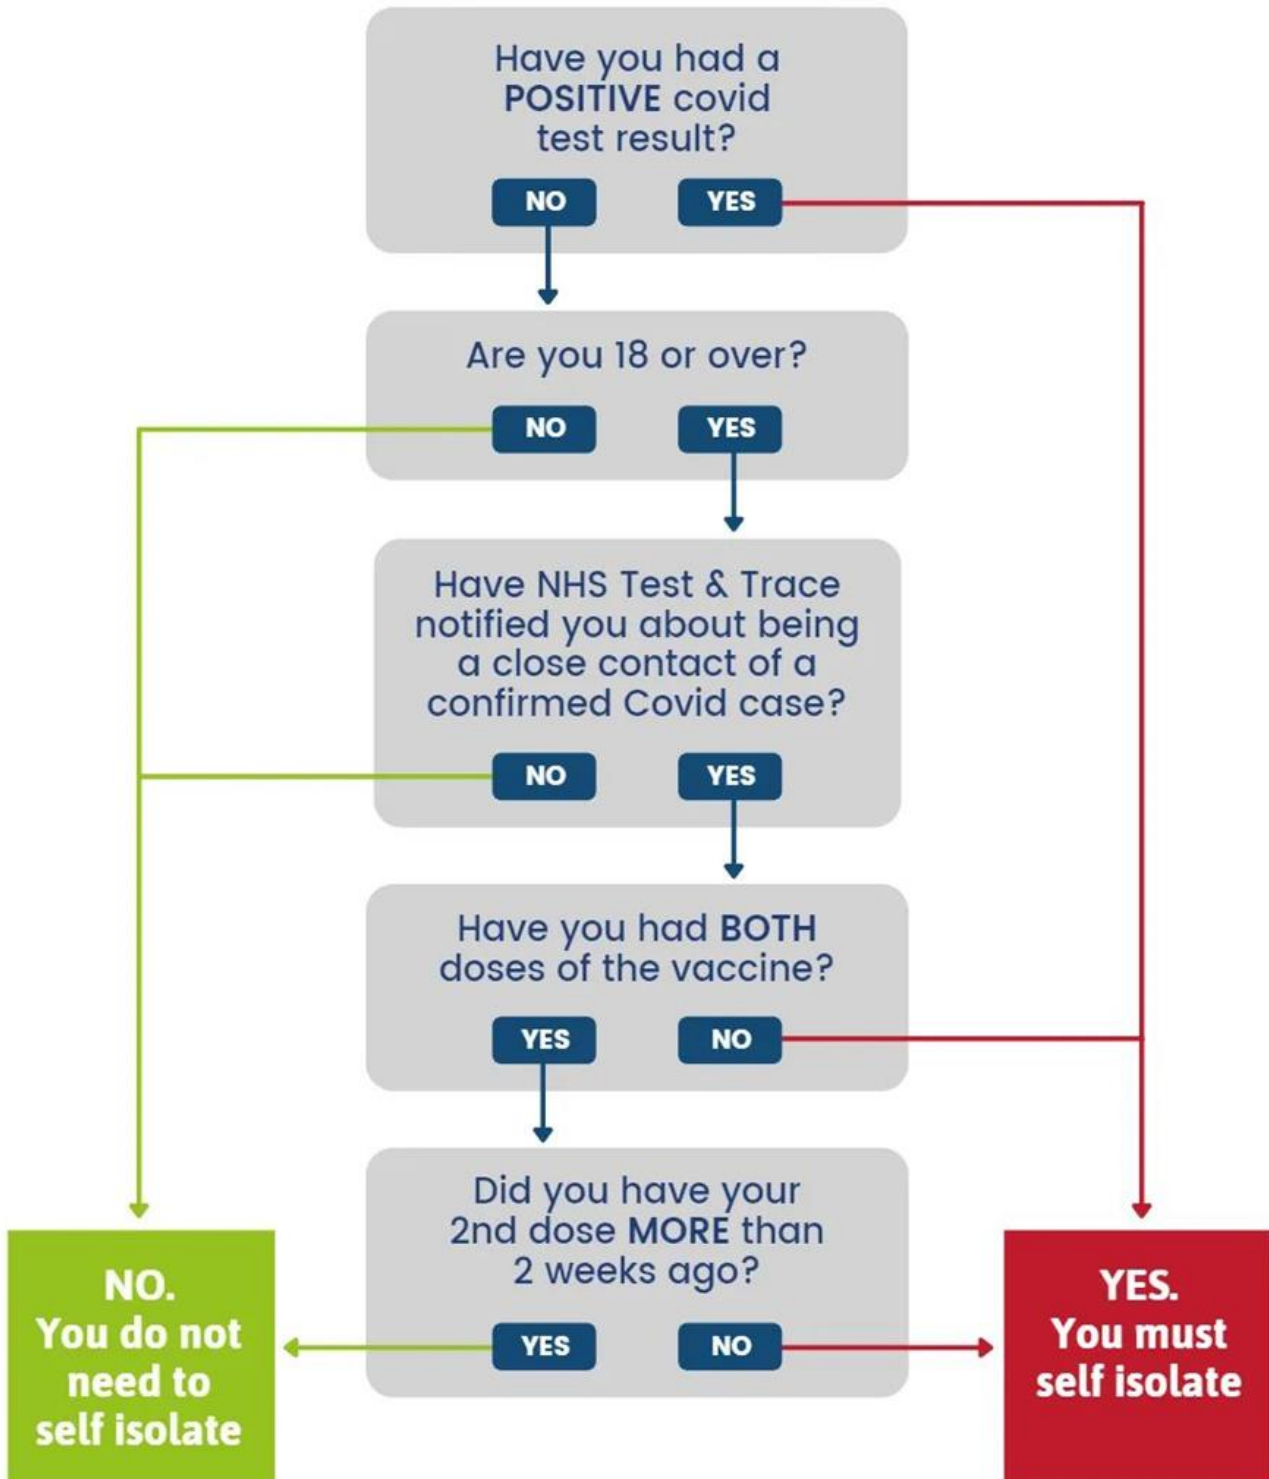 Have you had a
POSITIVE covid
test result?
NO YES
Are you 18 or over?
NO YES
Have NHS Test & Trace
notified you about being
a close contact of a
confirmed Covid case?
NO YES
Have you had BOTH
doses of the vaccine?
YES NO
Did you have your
2nd dose MORE than
2 weeks ago?
YES NO
NO.
You do not
need to
self isolate
YES.
You must
self isolate